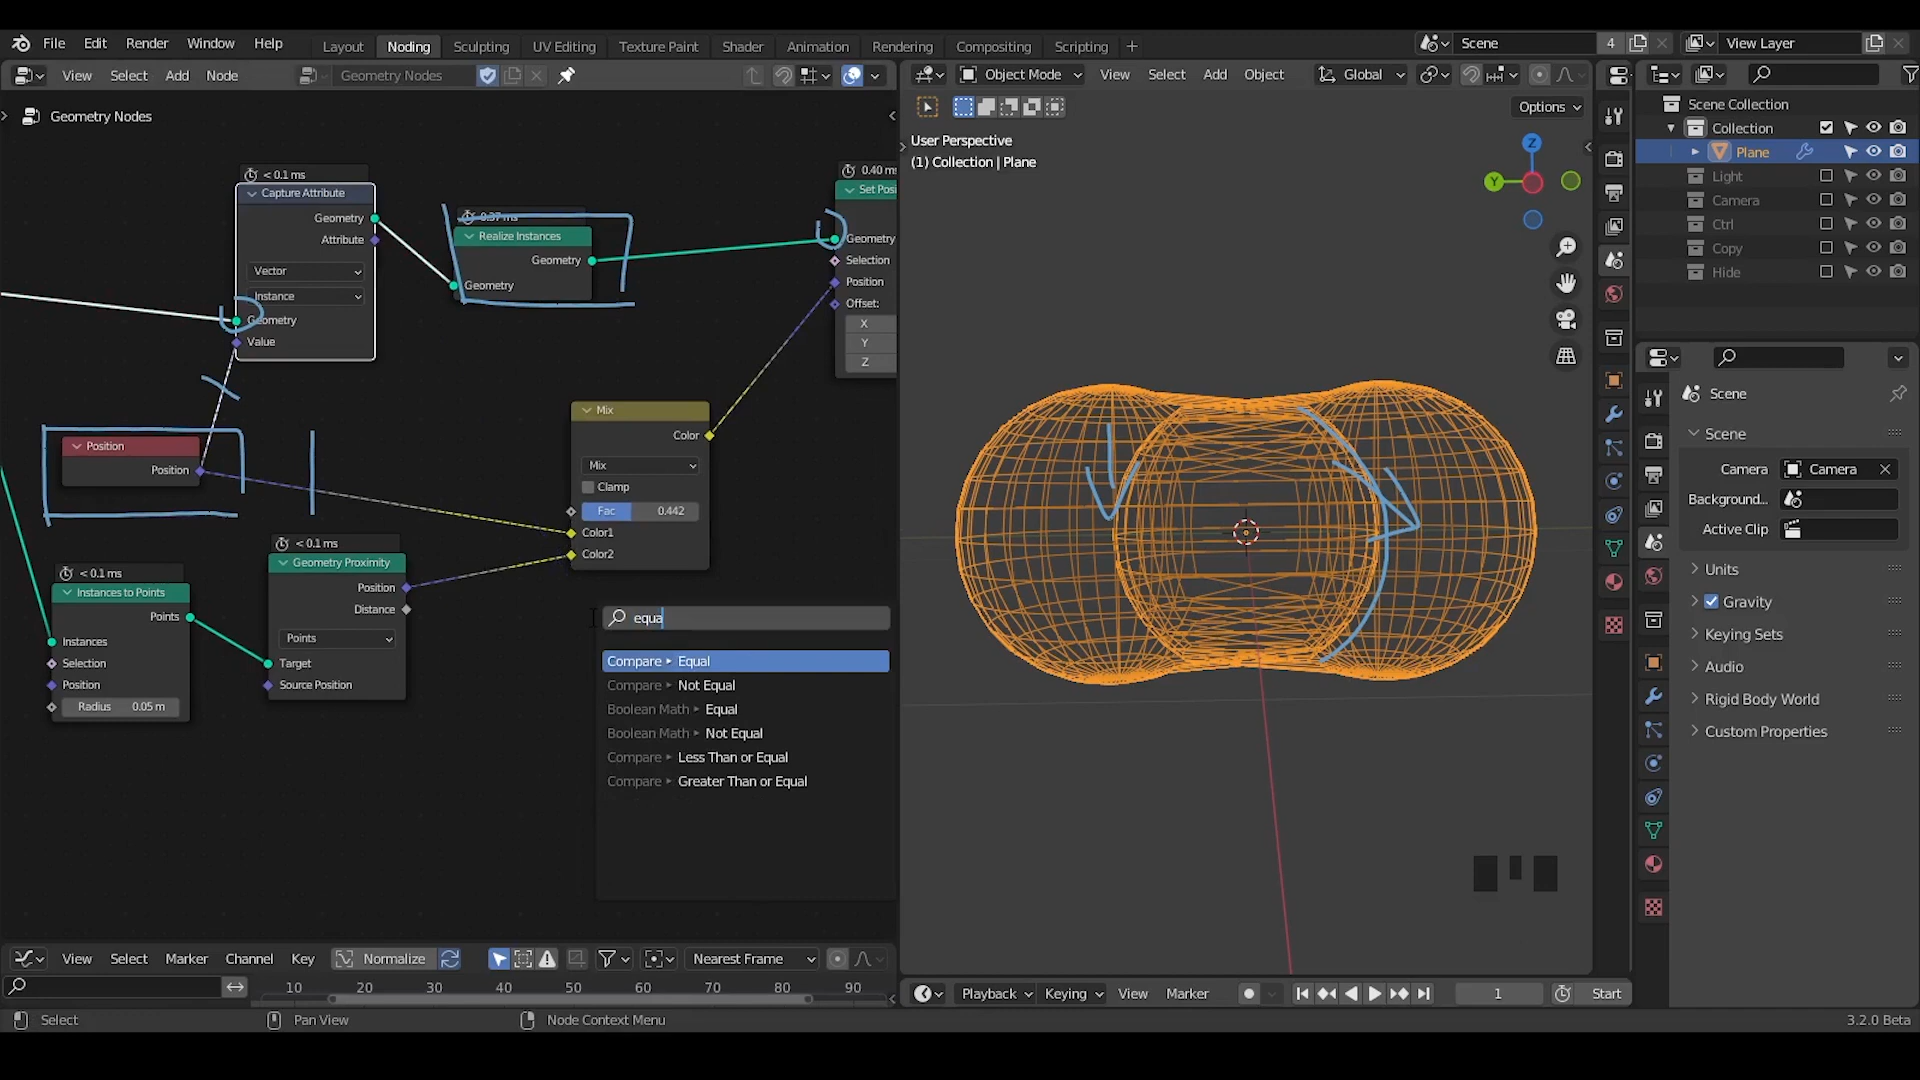 File Edit Render Window Help Layout Noding Sculpting UV Editing Texture Paint Shader Animation Rendering Compositing Scripting + Scene 4 View Layer
View Select Add Node Geometry Nodes Object Mode View Select Add Object Global
Options
Geometry Nodes
User Perspective
(1) Collection | Plane
< 0.1 ms
Capture Attribute
Geometry
Attribute
Vector
Instance
Geometry
Value
0.37 ms
Realize Instances
Geometry
Geometry
0.40 ms
Set Posi
Geometry
Selection
Position
Offset:
X
Y
Z
Position
Position
Mix
Color
Mix
Clamp
Fac 0.442
Color1
Color2
< 0.1 ms
Instances to Points
Points
Instances
Selection
Position
Radius 0.05 m
< 0.1 ms
Geometry Proximity
Position
Distance
Points
Target
Source Position
equa
Compare ▸ Equal
Compare ▸ Not Equal
Boolean Math ▸ Equal
Boolean Math ▸ Not Equal
Compare ▸ Less Than or Equal
Compare ▸ Greater Than or Equal
Z
Y
Scene Collection
Collection
Plane
Light
Camera
Ctrl
Copy
Hide
Scene
Scene
Camera Camera
Background...
Active Clip
Units
Gravity
Keying Sets
Audio
Rigid Body World
Custom Properties
View Select Marker Channel Key Normalize Nearest Frame
10 20 30 40 50 60 70 80 90
Playback Keying View Marker 1 Start
Select Pan View Node Context Menu 3.2.0 Beta